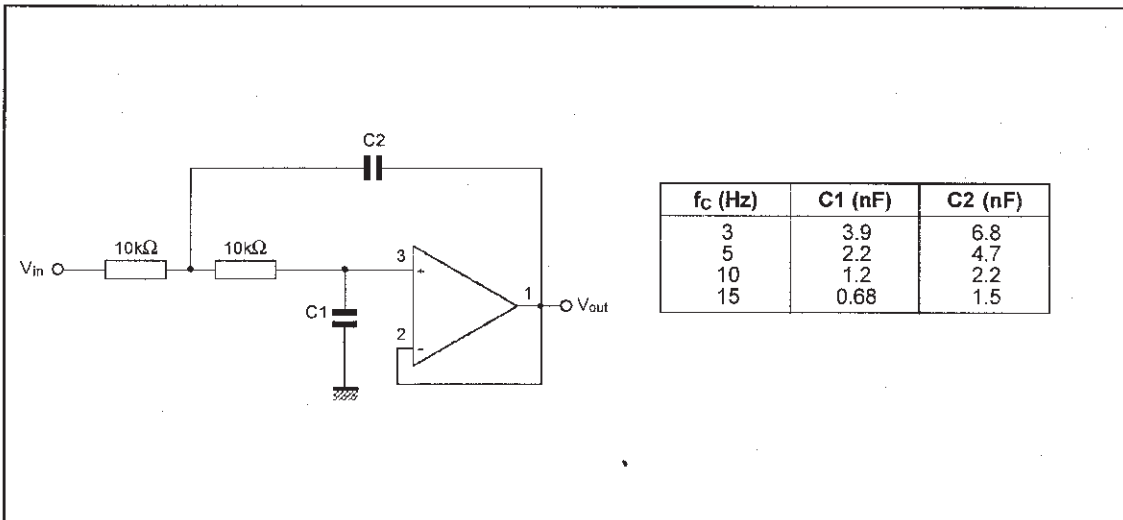 C2
10kΩ 10kΩ
Vin
3
+
1
Vout
C1
2
-
fC (Hz) C1 (nF) C2 (nF)
3 3.9 6.8
5 2.2 4.7
10 1.2 2.2
15 0.68 1.5